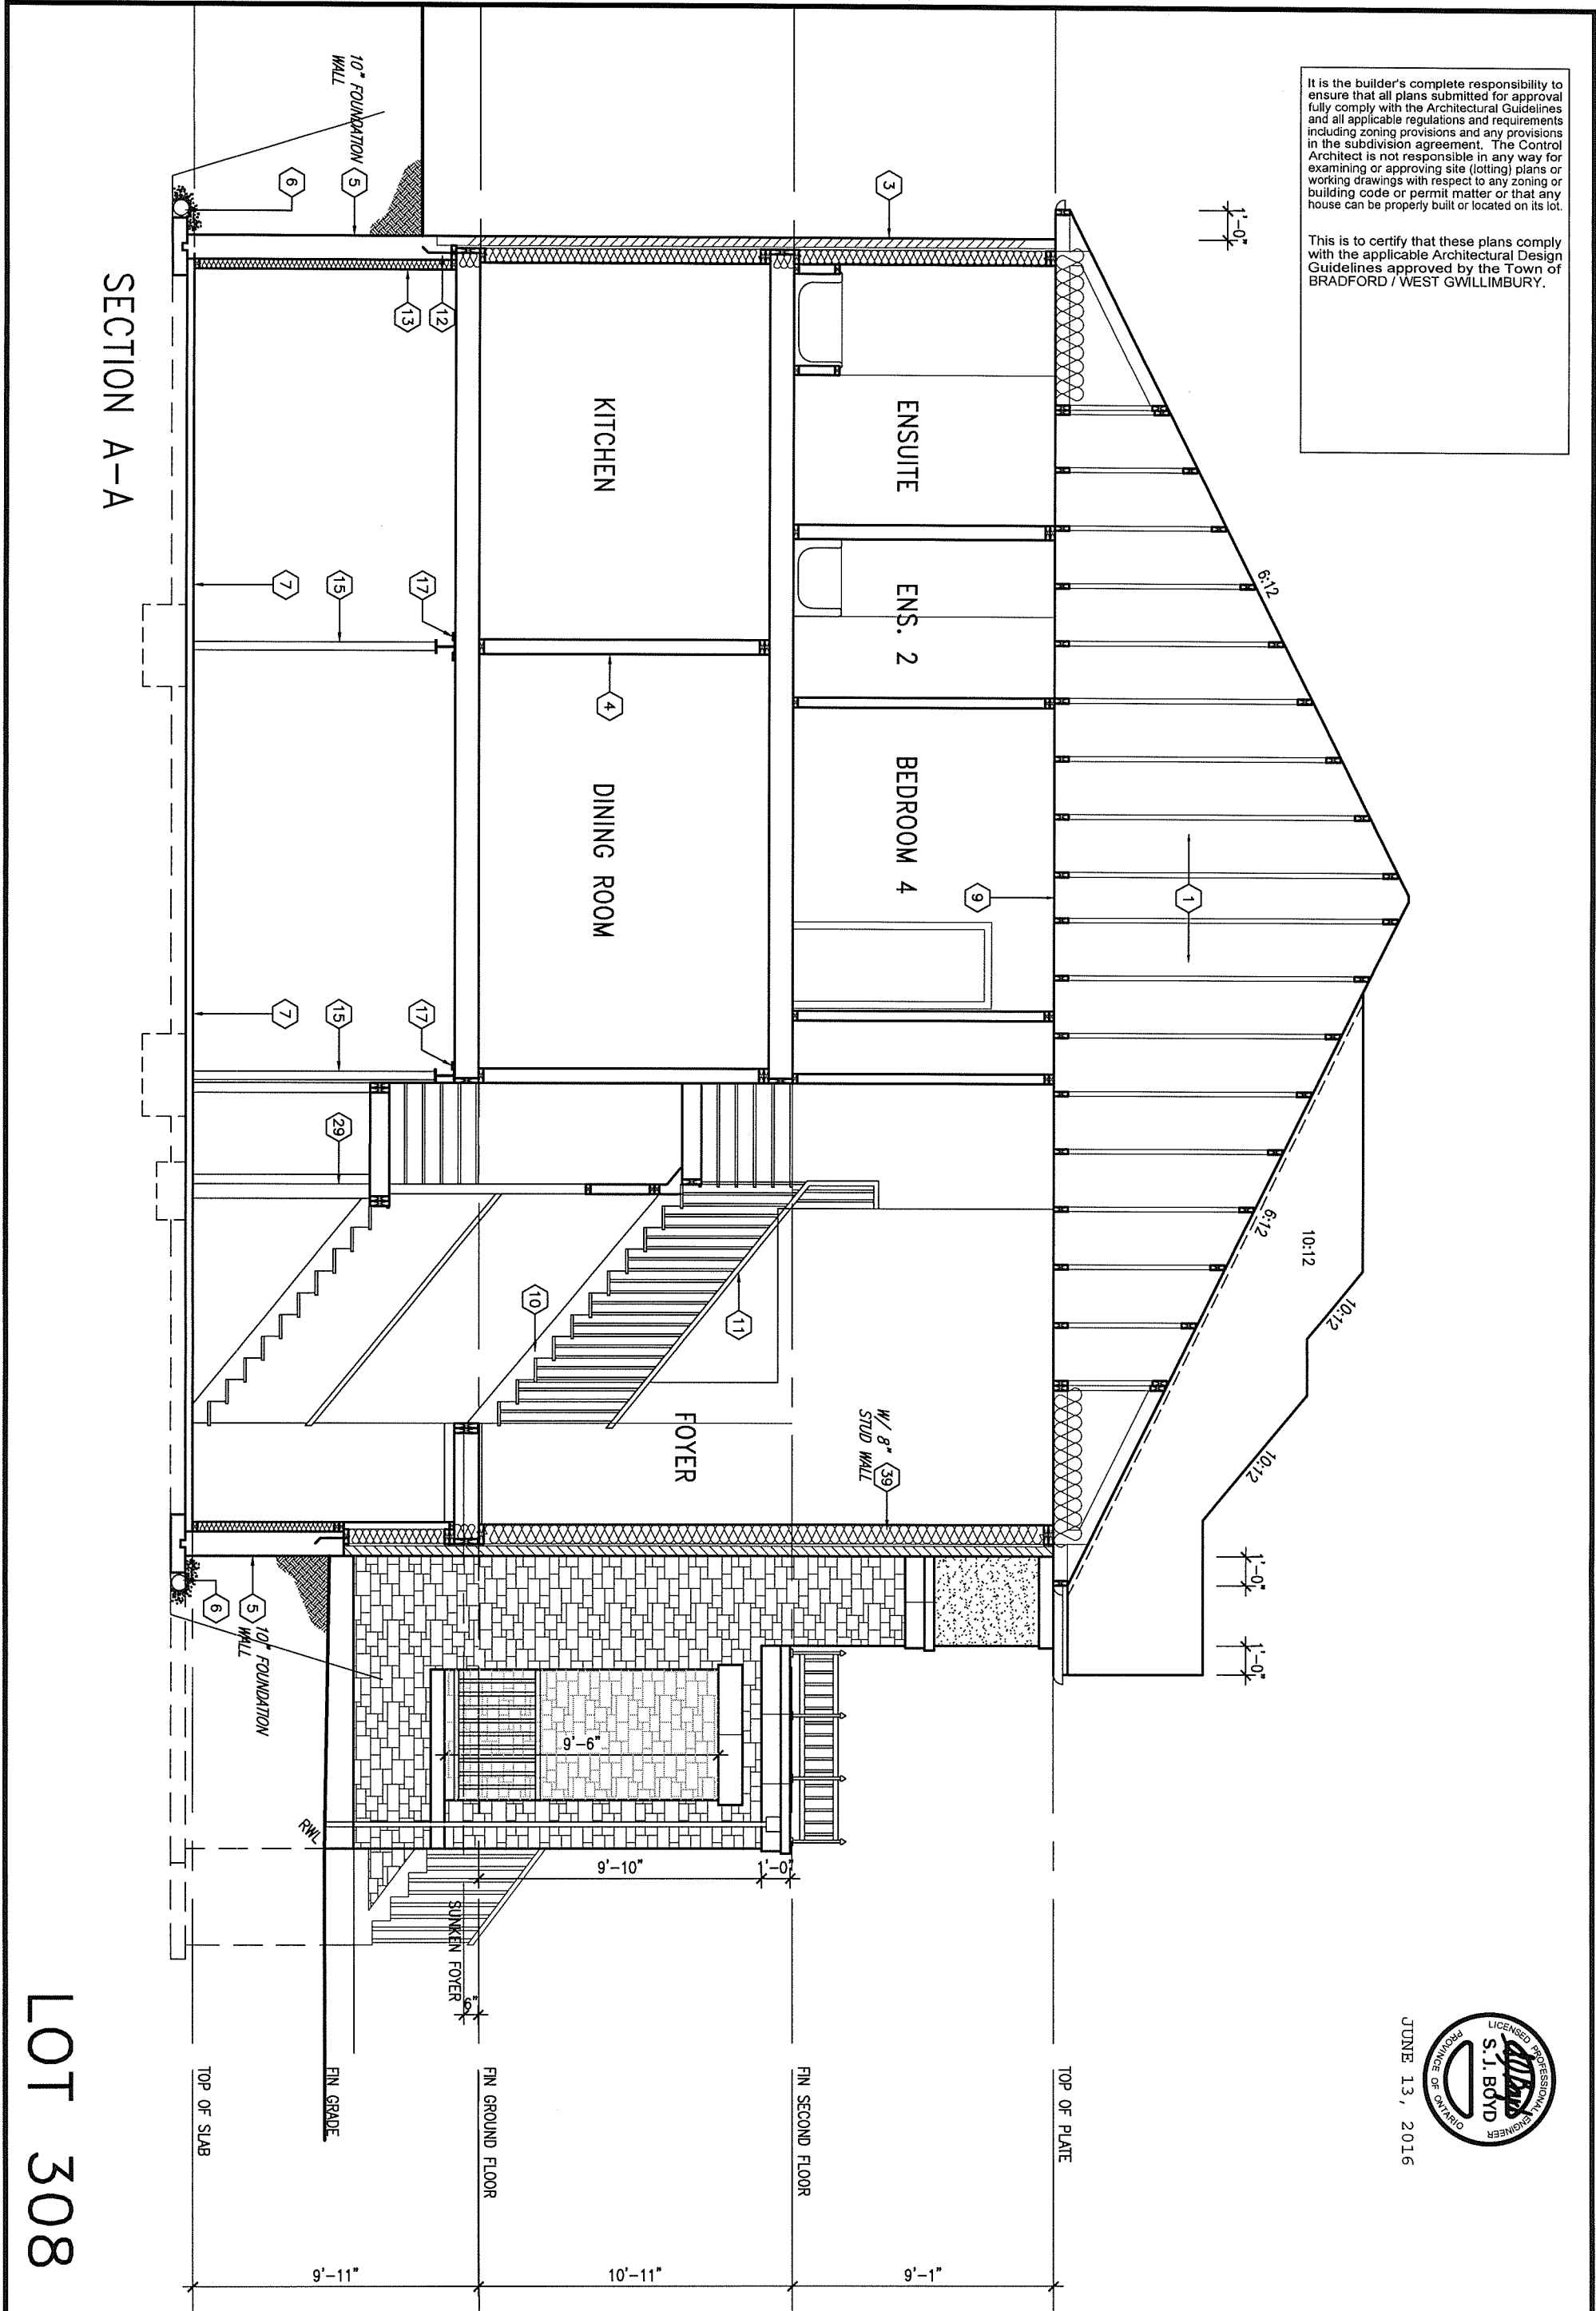 It is the builder's complete responsibility to
ensure that all plans submitted for approval
fully comply with the Architectural Guidelines
and all applicable regulations and requirements
including zoning provisions and any provisions
in the subdivision agreement. The Control
Architect is not responsible in any way for
examining or approving site (lotting) plans or
working drawings with respect to any zoning or
building code or permit matter or that any
house can be properly built or located on its lot.
This is to certify that these plans comply
with the applicable Architectural Design
Guidelines approved by the Town of
BRADFORD / WEST GWILLIMBURY.
LICENSED PROFESSIONAL ENGINEER
S. J. BOYD
PROVINCE OF ONTARIO
JUNE 13, 2016
1'-0"
1'-0"
1'-0"
6:12
6:12
10:12
10:12
10:12
1
9
3
ENSUITE
ENS. 2
BEDROOM 4
W/ 8"
STUD WALL
39
KITCHEN
DINING ROOM
FOYER
4
11
10
12
13
17
17
15
15
29
7
7
10" FOUNDATION
WALL
5
6
5
6
10" FOUNDATION
WALL
9'-6"
RWL
9'-10"
1'-0"
SUNKEN FOYER
6"
TOP OF PLATE
FIN SECOND FLOOR
FIN GROUND FLOOR
FIN GRADE
TOP OF SLAB
9'-1"
10'-11"
9'-11"
SECTION A-A
LOT 308